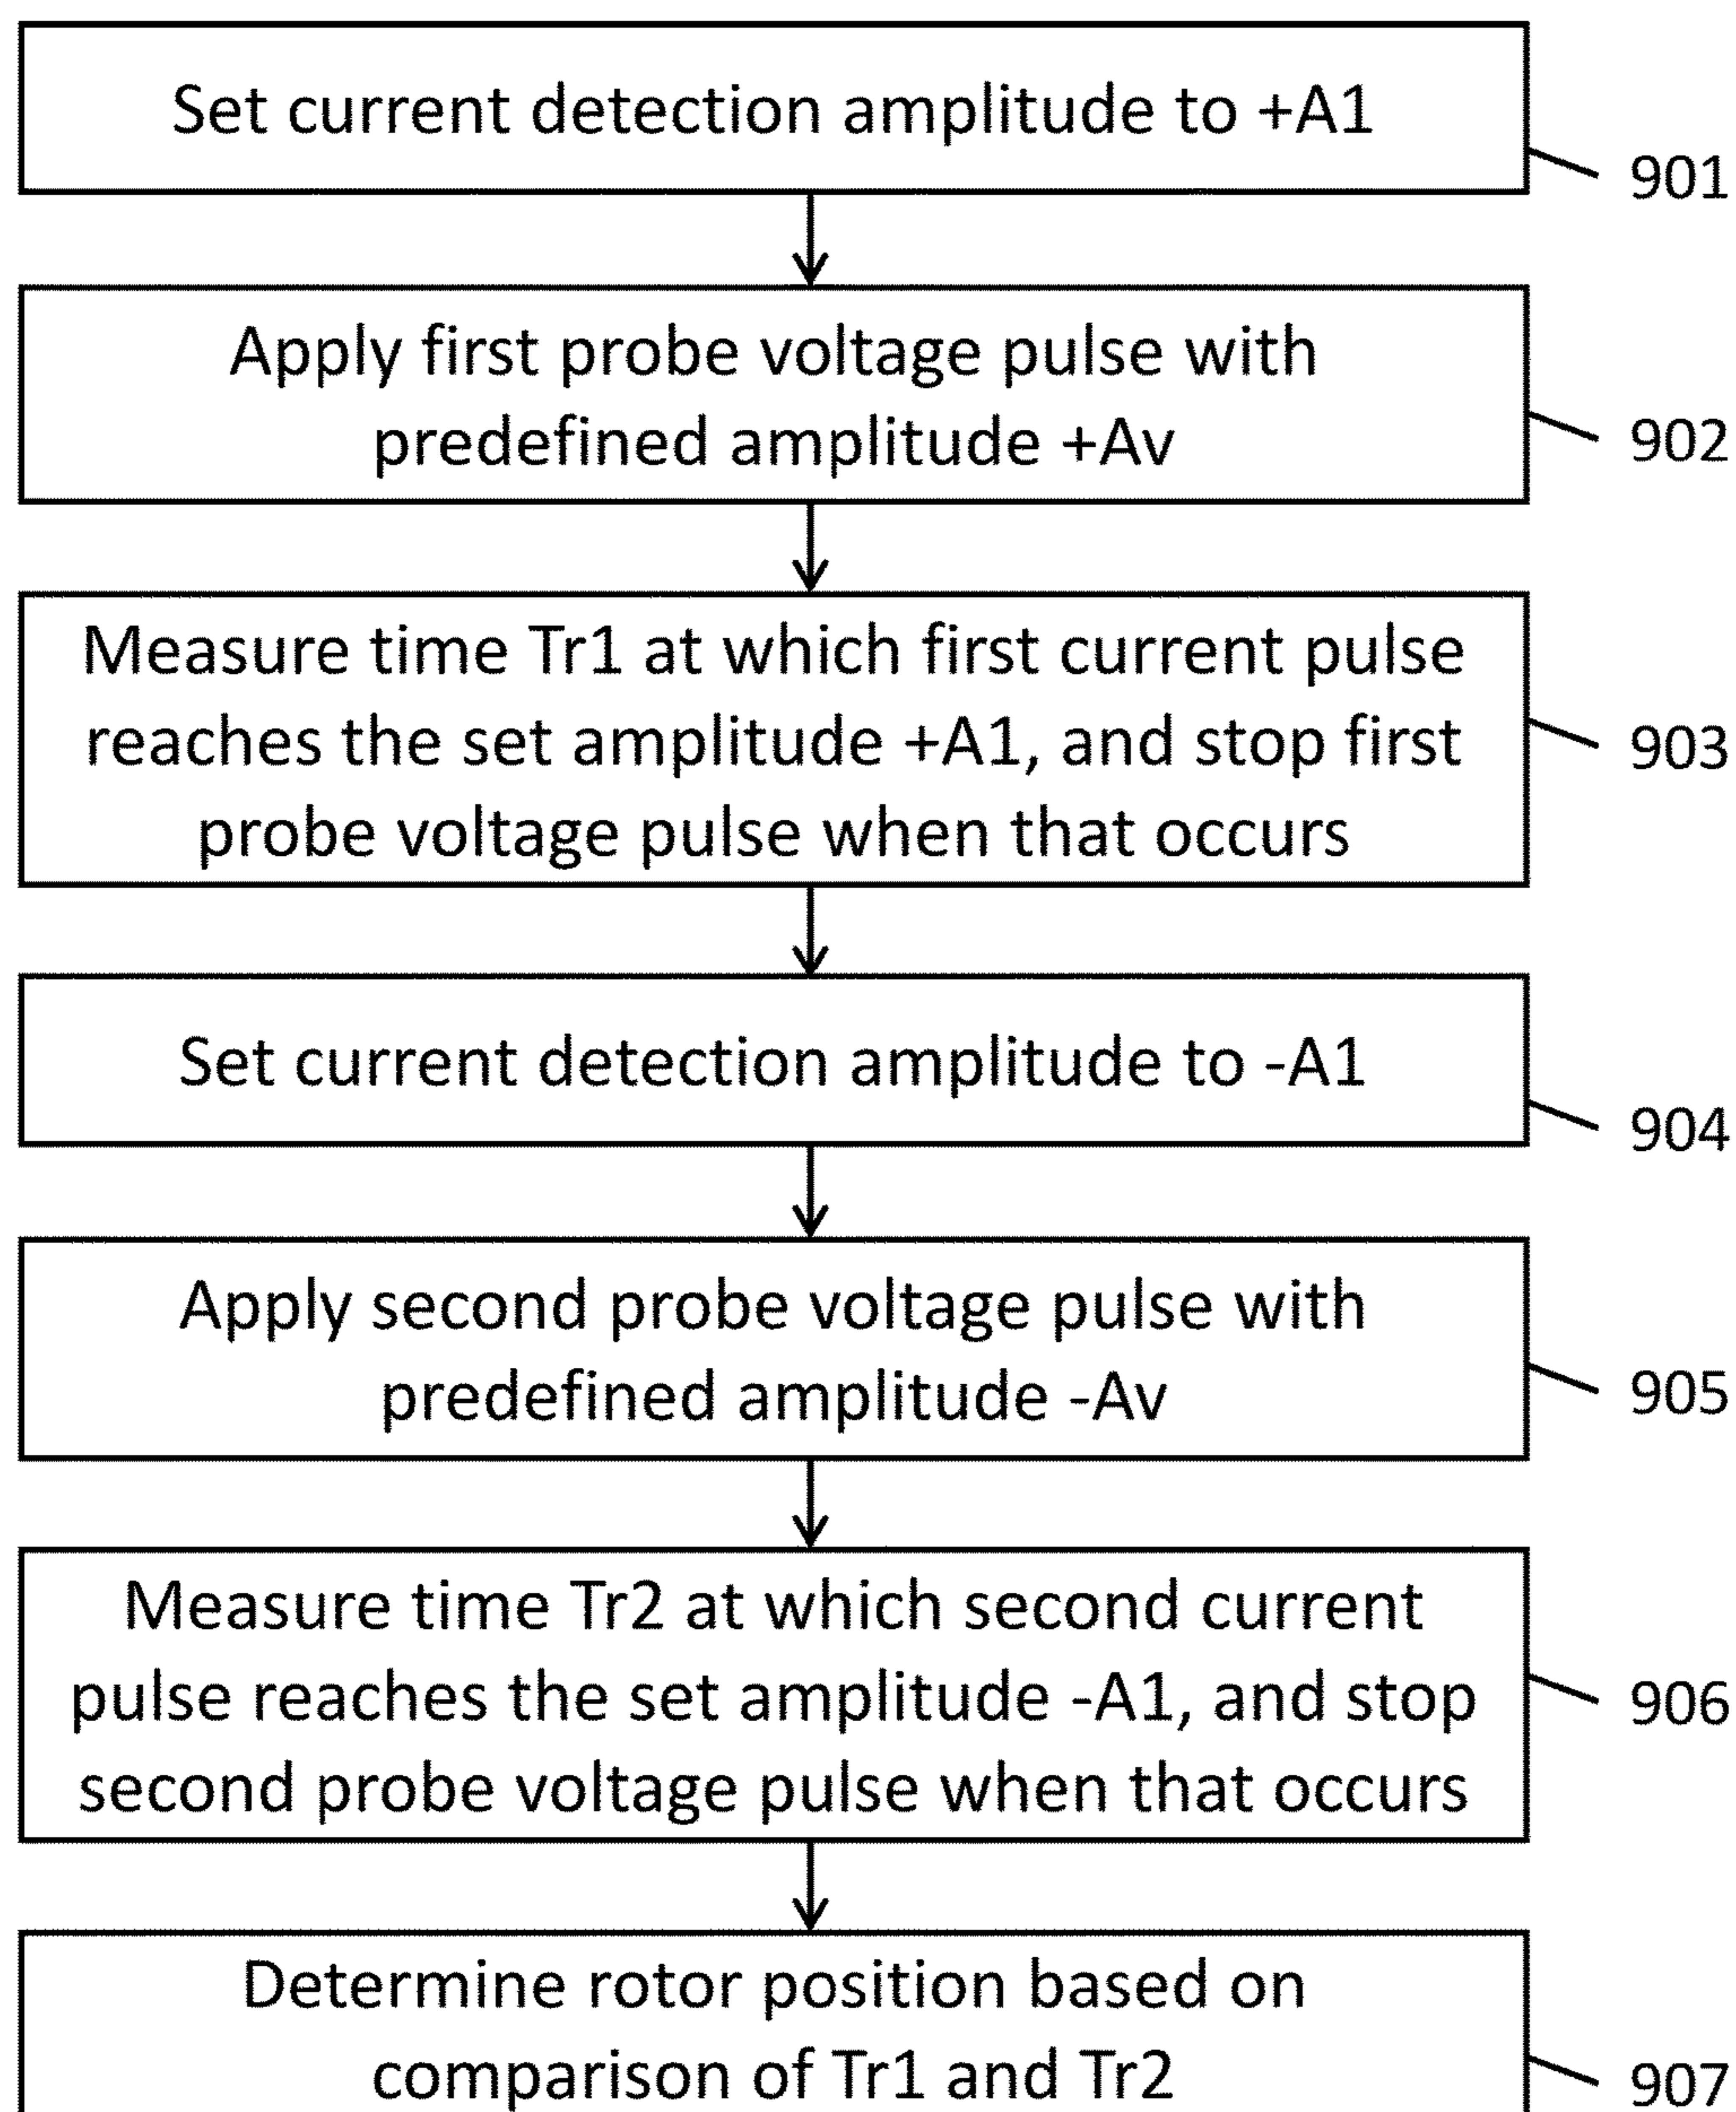 Set current detection amplitude to +A1
901
Apply first probe voltage pulse with
predefined amplitude +Av
902
Measure time Tr1 at which first current pulse
reaches the set amplitude +A1, and stop first
probe voltage pulse when that occurs
903
Set current detection amplitude to -A1
904
Apply second probe voltage pulse with
predefined amplitude -Av
905
Measure time Tr2 at which second current
pulse reaches the set amplitude -A1, and stop
second probe voltage pulse when that occurs
906
Determine rotor position based on
comparison of Tr1 and Tr2
907